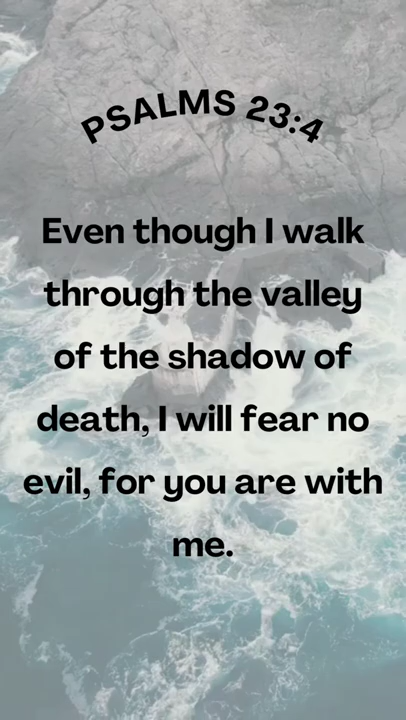 PSALMS 23:4
Even though I walk
through the valley
of the shadow of
death, I will fear no
evil, for you are with
me.